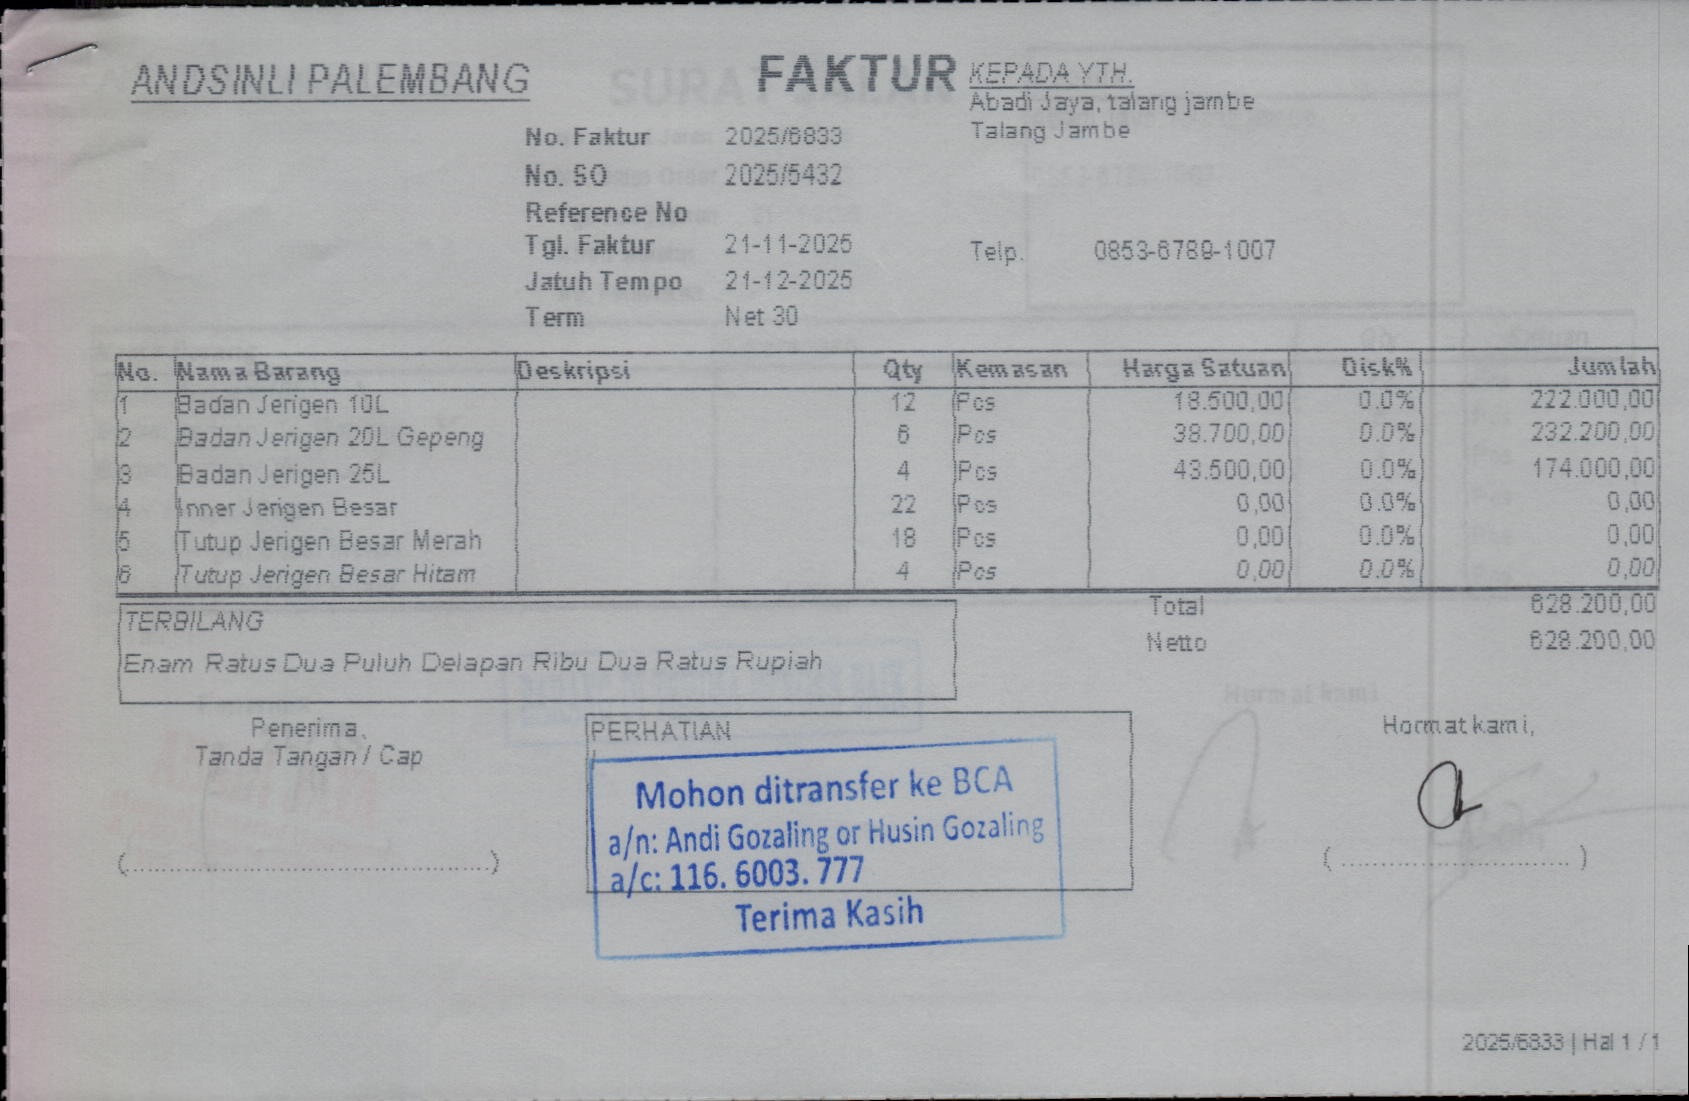 ANDSINLI PALEMBANG
FAKTUR
KEPADA YTH.
Abadi Jaya, talang jambe
Talang Jambe
No. Faktur 2025/6833
No. SO 2025/5432
Reference No
Tgl. Faktur 21-11-2025
Telp. 0853-6789-1007
Jatuh Tempo 21-12-2025
Term Net 30
No. Nama Barang Deskripsi Qty Kemasan Harga Satuan Disk% Jumlah
1 Badan Jerigen 10L 12 Pcs 18.500,00 0.0% 222.000,00
2 Badan Jerigen 20L Gepeng 6 Pcs 38.700,00 0.0% 232.200,00
3 Badan Jerigen 25L 4 Pcs 43.500,00 0.0% 174.000,00
4 Inner Jerigen Besar 22 Pcs 0,00 0.0% 0,00
5 Tutup Jerigen Besar Merah 18 Pcs 0,00 0.0% 0,00
6 Tutup Jerigen Besar Hitam 4 Pcs 0,00 0.0% 0,00
TERBILANG
Enam Ratus Dua Puluh Delapan Ribu Dua Ratus Rupiah
Total 628.200,00
Netto 628.200,00
Penerima,
Tanda Tangan / Cap
(..............................................)
PERHATIAN
Mohon ditransfer ke BCA
a/n: Andi Gozaling or Husin Gozaling
a/c: 116. 6003. 777
Terima Kasih
Hormat kami,
( ............................. )
2025/6833 | Hal 1 / 1